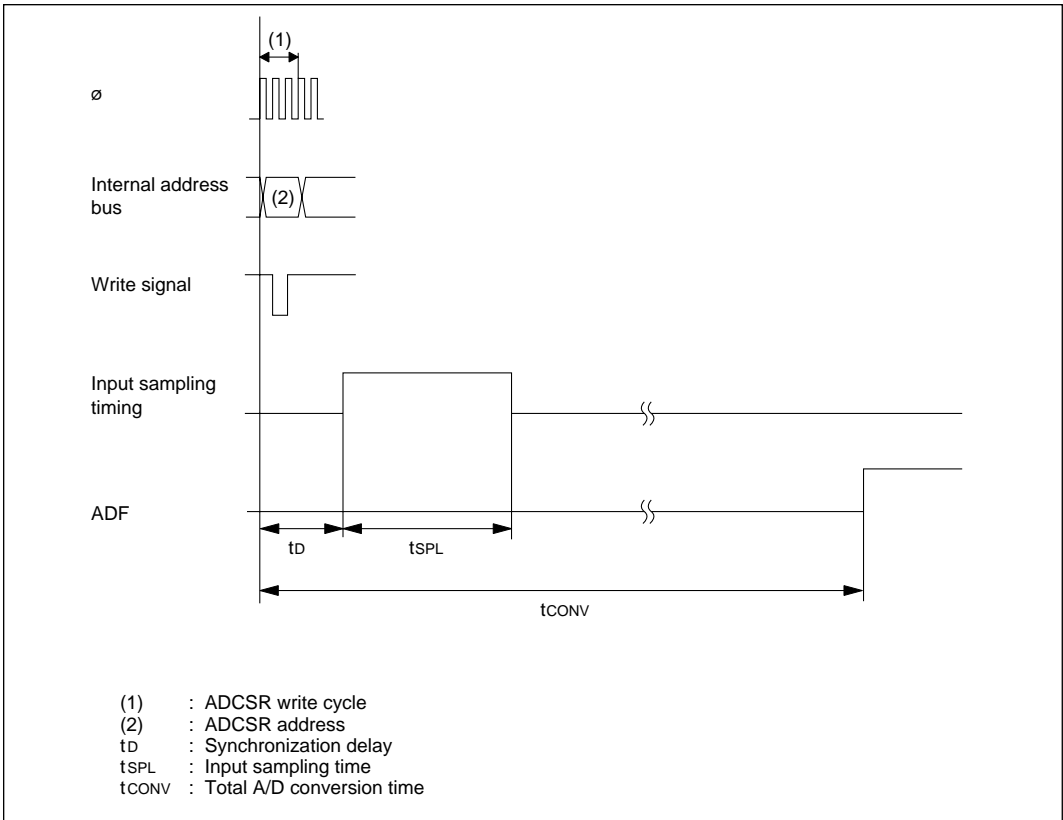 (1)
ø
Internal address
bus
(2)
Write signal
Input sampling
timing
ADF
tD
tSPL
tCONV
(1) : ADCSR write cycle
(2) : ADCSR address
tD : Synchronization delay
tSPL : Input sampling time
tCONV : Total A/D conversion time